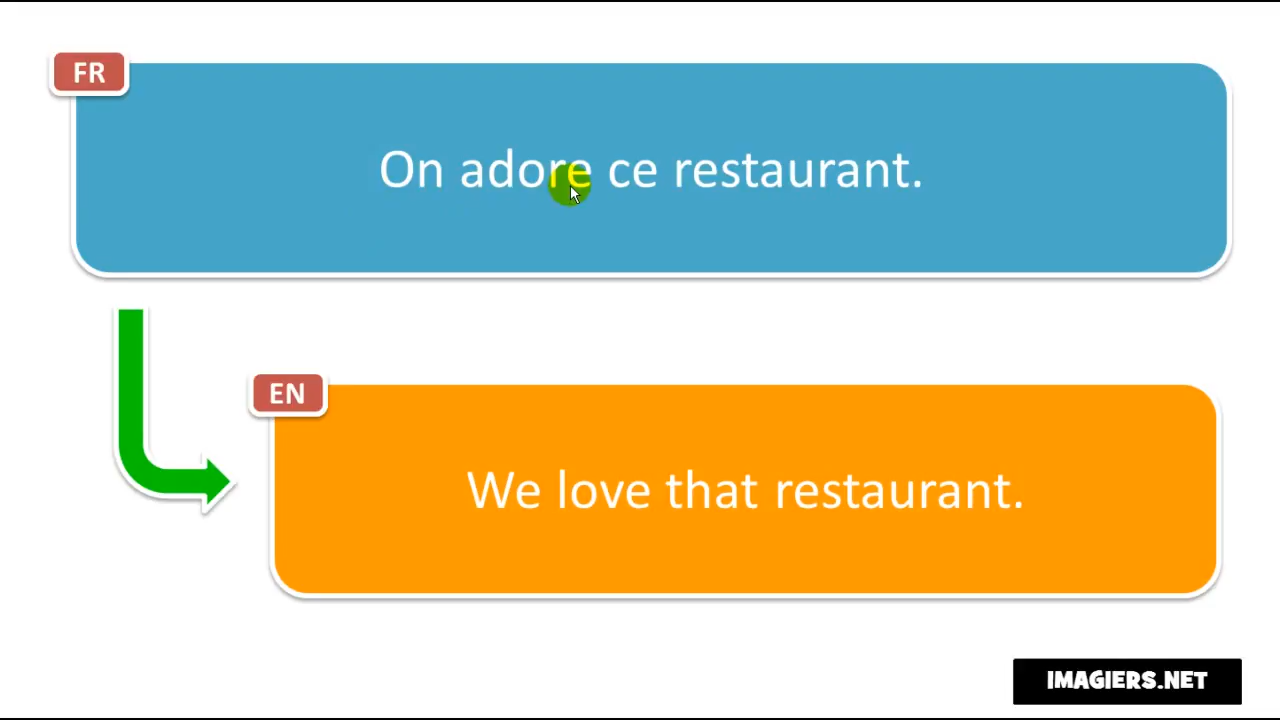 FR
On adore ce restaurant.
EN
We love that restaurant.
IMAGIERS.NET